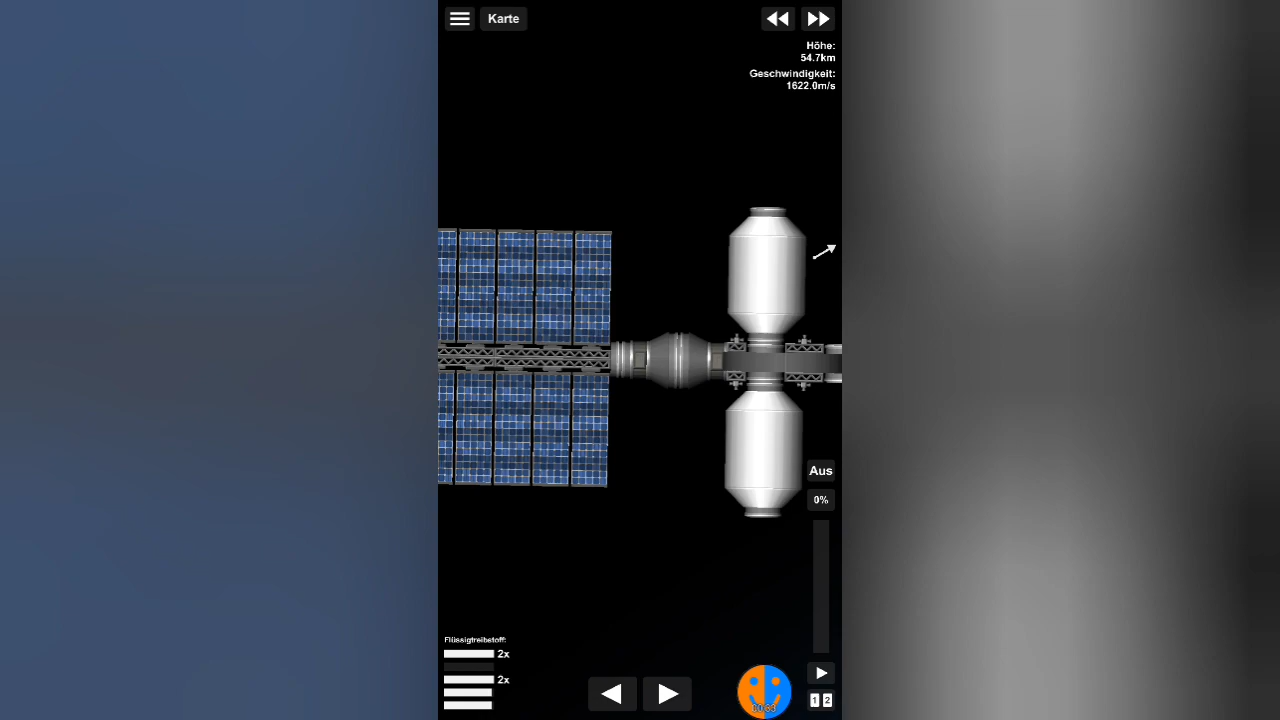 Karte
Höhe:
54.7km
Geschwindigkeit:
1622.0m/s
Aus
0%
Flüssigtreibstoff:
2x
2x
1 2